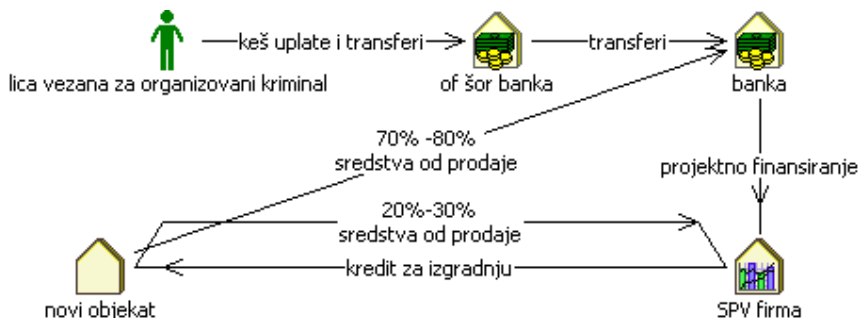 keš uplate i transferi
transferi
lica vezana za organizovani kriminal
of šor banka
banka
70% -80%
sredstva od prodaje
projektno finansiranje
20%-30%
sredstva od prodaje
kredit za izgradnju
novi objekat
SPV firma